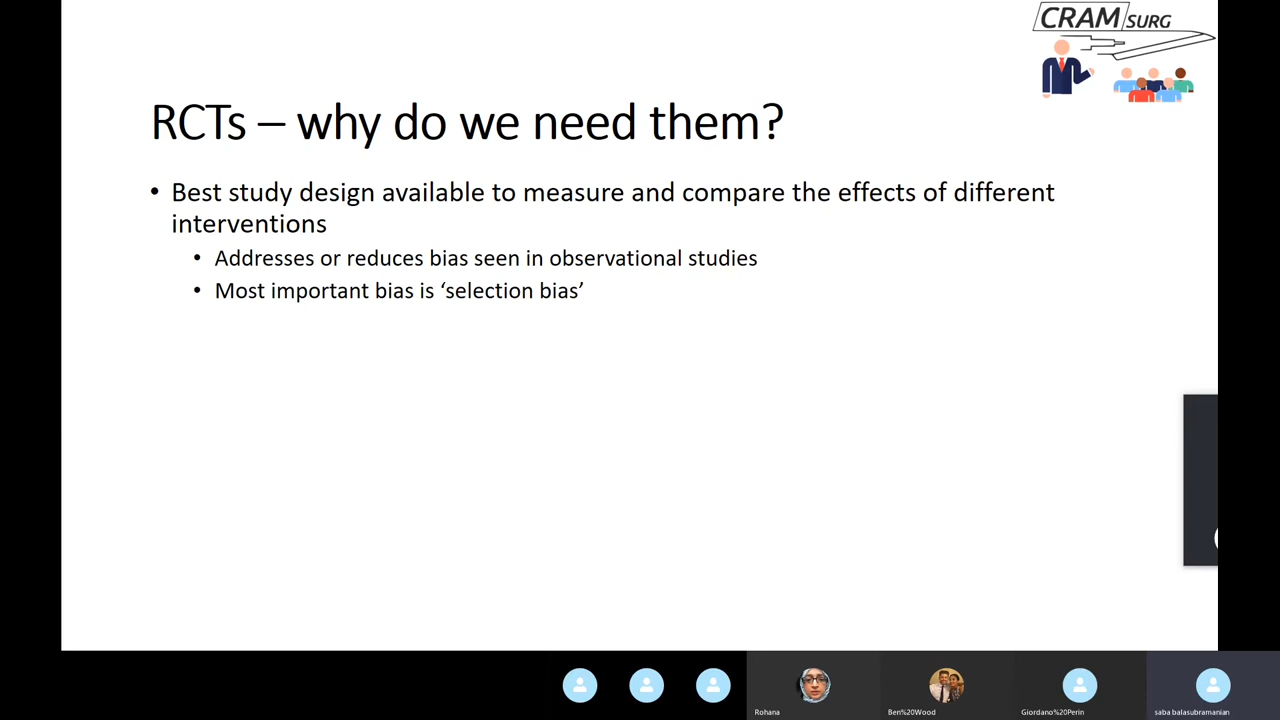 CRAM SURG
RCTs – why do we need them?
• Best study design available to measure and compare the effects of different
interventions
• Addresses or reduces bias seen in observational studies
• Most important bias is ‘selection bias’
Rohana
Ben%20Wood
Giordano%20Perin
saba balasubramanian